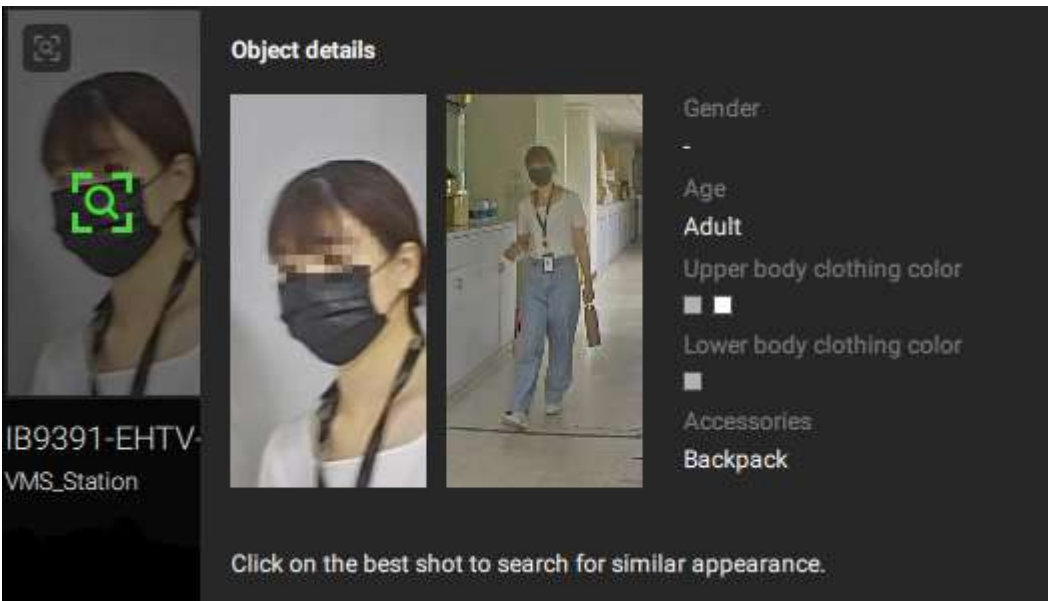 Object details
Gender
-
Age
Adult
Upper body clothing color
Lower body clothing color
Accessories
Backpack
IB9391-EHTV-
VMS_Station
Click on the best shot to search for similar appearance.